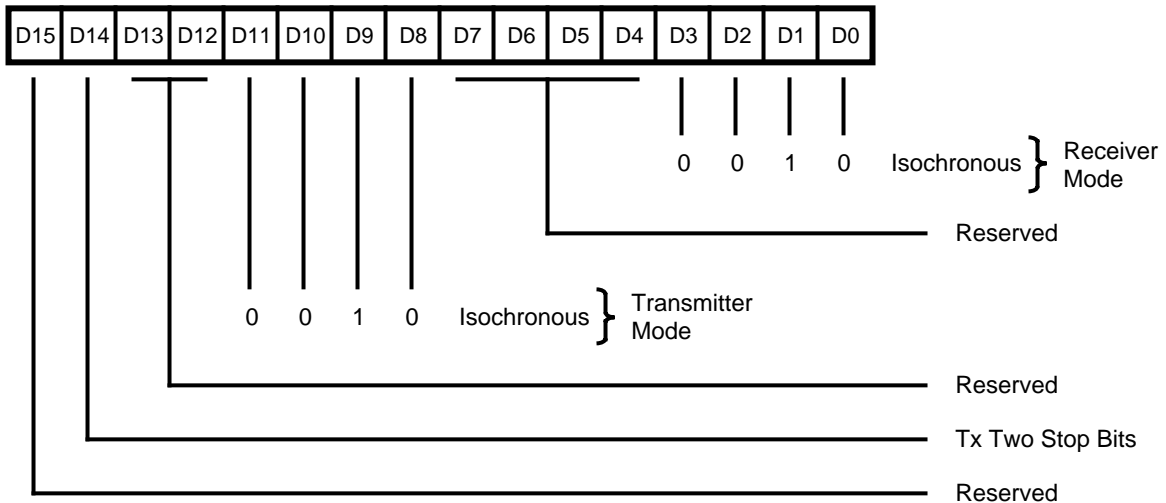 D15 D14 D13 D12 D11 D10 D9 D8 D7 D6 D5 D4 D3 D2 D1 D0
0 0 1 0 Isochronous } Receiver
Mode
Reserved
0 0 1 0 Isochronous } Transmitter
Mode
Reserved
Tx Two Stop Bits
Reserved